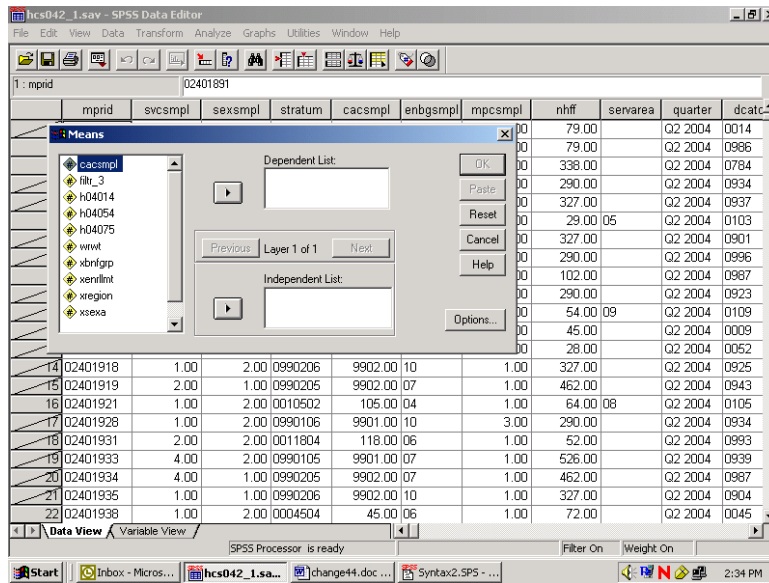 hcs042_1.sav - SPSS Data Editor
File Edit View Data Transform Analyze Graphs Utilities Window Help
1 : mprid 02401891
mprid svcsmpl sexsmpl stratum cacsmpl enbgsmpl mpcsmpl nhff servarea quarter dcatc
00 79.00 Q2 2004 0014
00 79.00 Q2 2004 0986
00 338.00 Q2 2004 0784
00 290.00 Q2 2004 0934
00 327.00 Q2 2004 0937
00 29.00 05 Q2 2004 0103
00 327.00 Q2 2004 0901
00 290.00 Q2 2004 0996
00 102.00 Q2 2004 0987
00 290.00 Q2 2004 0923
00 54.00 09 Q2 2004 0109
00 45.00 Q2 2004 0009
00 28.00 Q2 2004 0052
Means
cacsmpl
filtr_3
h04014
h04054
h04075
wrwt
xbnfgrp
xenrllmt
xregion
xsexa
Dependent List:
Previous Layer 1 of 1 Next
Independent List:
OK
Paste
Reset
Cancel
Help
Options...
14 02401918 1.00 2.00 0990206 9902.00 10 1.00 327.00 Q2 2004 0925
15 02401919 2.00 1.00 0990205 9902.00 07 1.00 462.00 Q2 2004 0943
16 02401921 1.00 2.00 0010502 105.00 04 1.00 64.00 08 Q2 2004 0105
17 02401928 1.00 2.00 0990106 9901.00 10 3.00 290.00 Q2 2004 0934
18 02401931 2.00 2.00 0011804 118.00 06 1.00 52.00 Q2 2004 0993
19 02401933 4.00 2.00 0990105 9901.00 07 1.00 526.00 Q2 2004 0939
20 02401934 4.00 1.00 0990205 9902.00 07 1.00 462.00 Q2 2004 0987
21 02401935 1.00 1.00 0990206 9902.00 10 1.00 327.00 Q2 2004 0904
22 02401938 1.00 2.00 0004504 45.00 06 1.00 72.00 Q2 2004 0045
Data View Variable View
SPSS Processor is ready Filter On Weight On
Start Inbox - Micros... hcs042_1.sa... change44.doc ... Syntax2.SPS - ... 2:34 PM